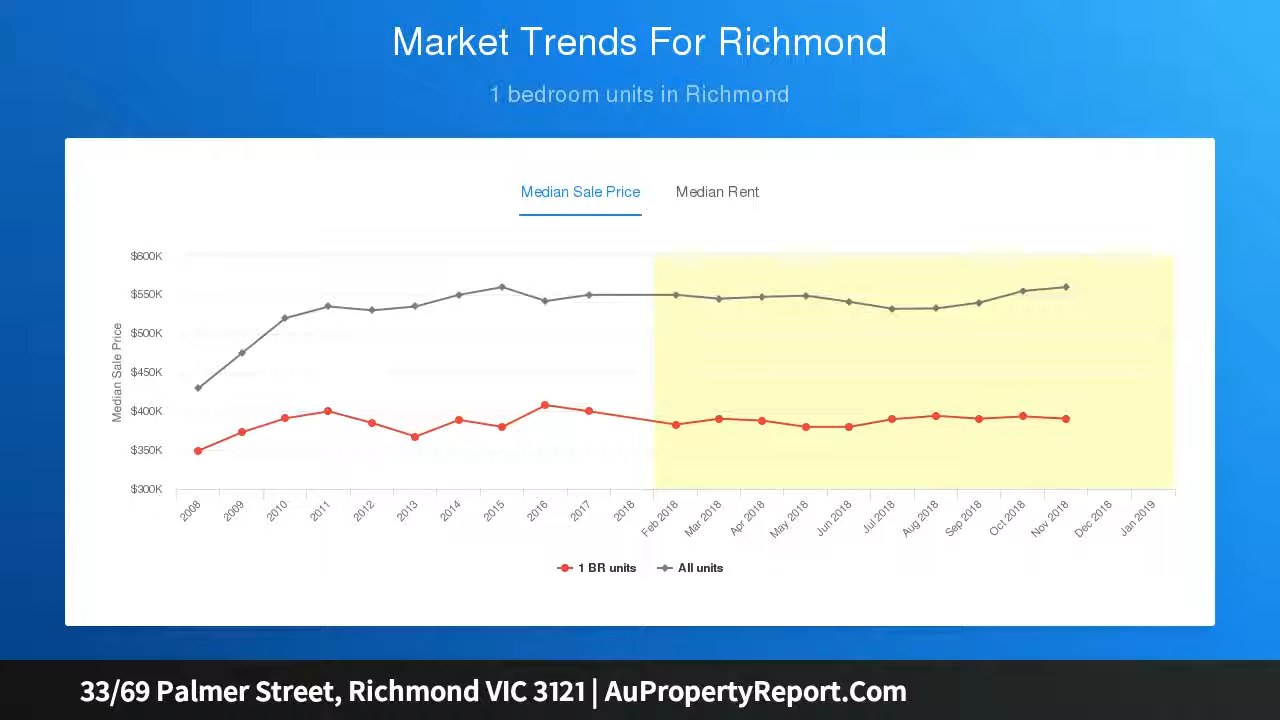 Market Trends For Richmond
1 bedroom units in Richmond
Median Sale Price Median Rent
Median Sale Price
$600K
$550K
$500K
$450K
$400K
$350K
$300K
2008 2009 2010 2011 2012 2013 2014 2015 2016 2017 2018 Feb 2018 Mar 2018 Apr 2018 May 2018 Jun 2018 Jul 2018 Aug 2018 Sep 2018 Oct 2018 Nov 2018 Dec 2018 Jan 2019
1 BR units All units
33/69 Palmer Street, Richmond VIC 3121 | AuPropertyReport.Com